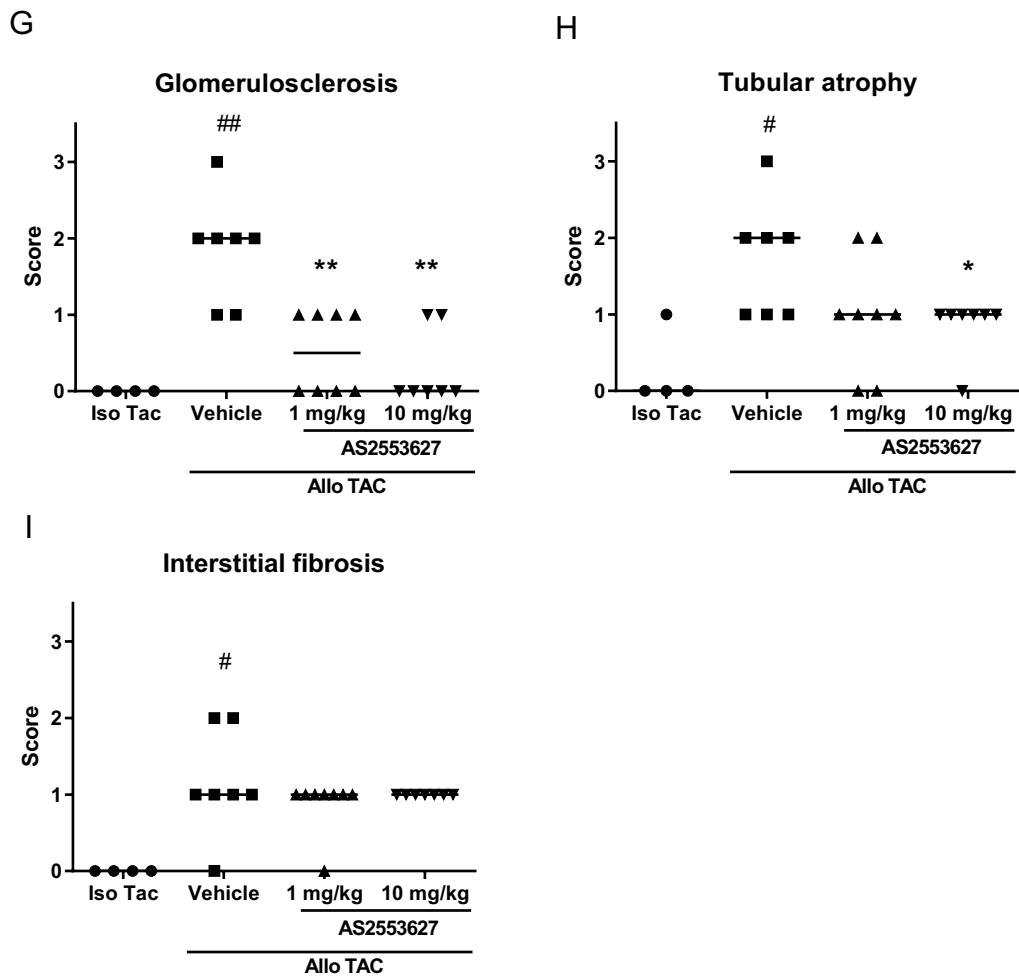 G
Glomerulosclerosis
##
3
2
** **
1
0
Score
Iso Tac Vehicle 1 mg/kg 10 mg/kg
AS2553627
Allo TAC
H
Tubular atrophy
#
3
2
*
1
0
Score
Iso Tac Vehicle 1 mg/kg 10 mg/kg
AS2553627
Allo TAC
I
Interstitial fibrosis
3
#
2
1
0
Score
Iso Tac Vehicle 1 mg/kg 10 mg/kg
AS2553627
Allo TAC